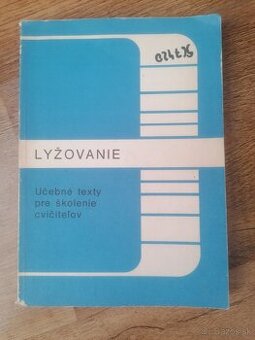 LYŽOVANIE
Učebné texty
pre školenie
cvičiteľov